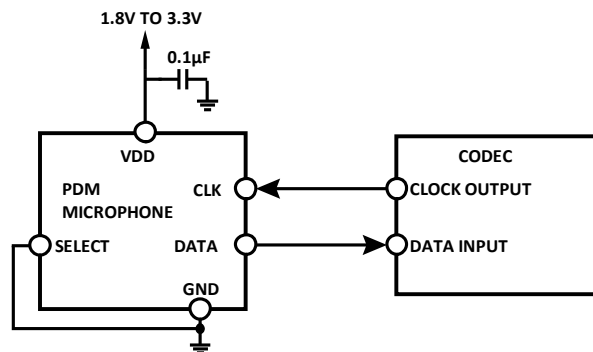 1.8V TO 3.3V
0.1µF
VDD
CODEC
PDM
MICROPHONE
CLK
CLOCK OUTPUT
SELECT
DATA
DATA INPUT
GND